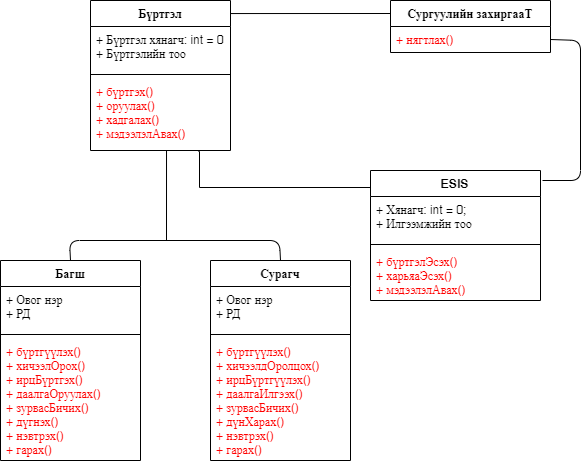 Бүртгэл
+ Бүртгэл хянагч: int = 0
+ Бүртгэлийн тоо
+ бүртгэх()
+ оруулах()
+ хадгалах()
+ мэдээлэлАвах()
Сургуулийн захиргааТ
+ нягтлах()
ESIS
+ Хянагч: int = 0;
+ Илгээмжийн тоо
+ бүртгэлЭсэх()
+ харьяаЭсэх()
+ мэдээлэлАвах()
Багш
+ Овог нэр
+ РД
+ бүртгүүлэх()
+ хичээлОрох()
+ ирцБүртгэх()
+ даалгаОруулах()
+ зурвасБичих()
+ дүгнэх()
+ нэвтрэх()
+ гарах()
Сурагч
+ Овог нэр
+ РД
+ бүртгүүлэх()
+ хичээлдОролцох()
+ ирцБүртгүүлэх()
+ даалгаИлгээх()
+ зурвасБичих()
+ дүнХарах()
+ нэвтрэх()
+ гарах()